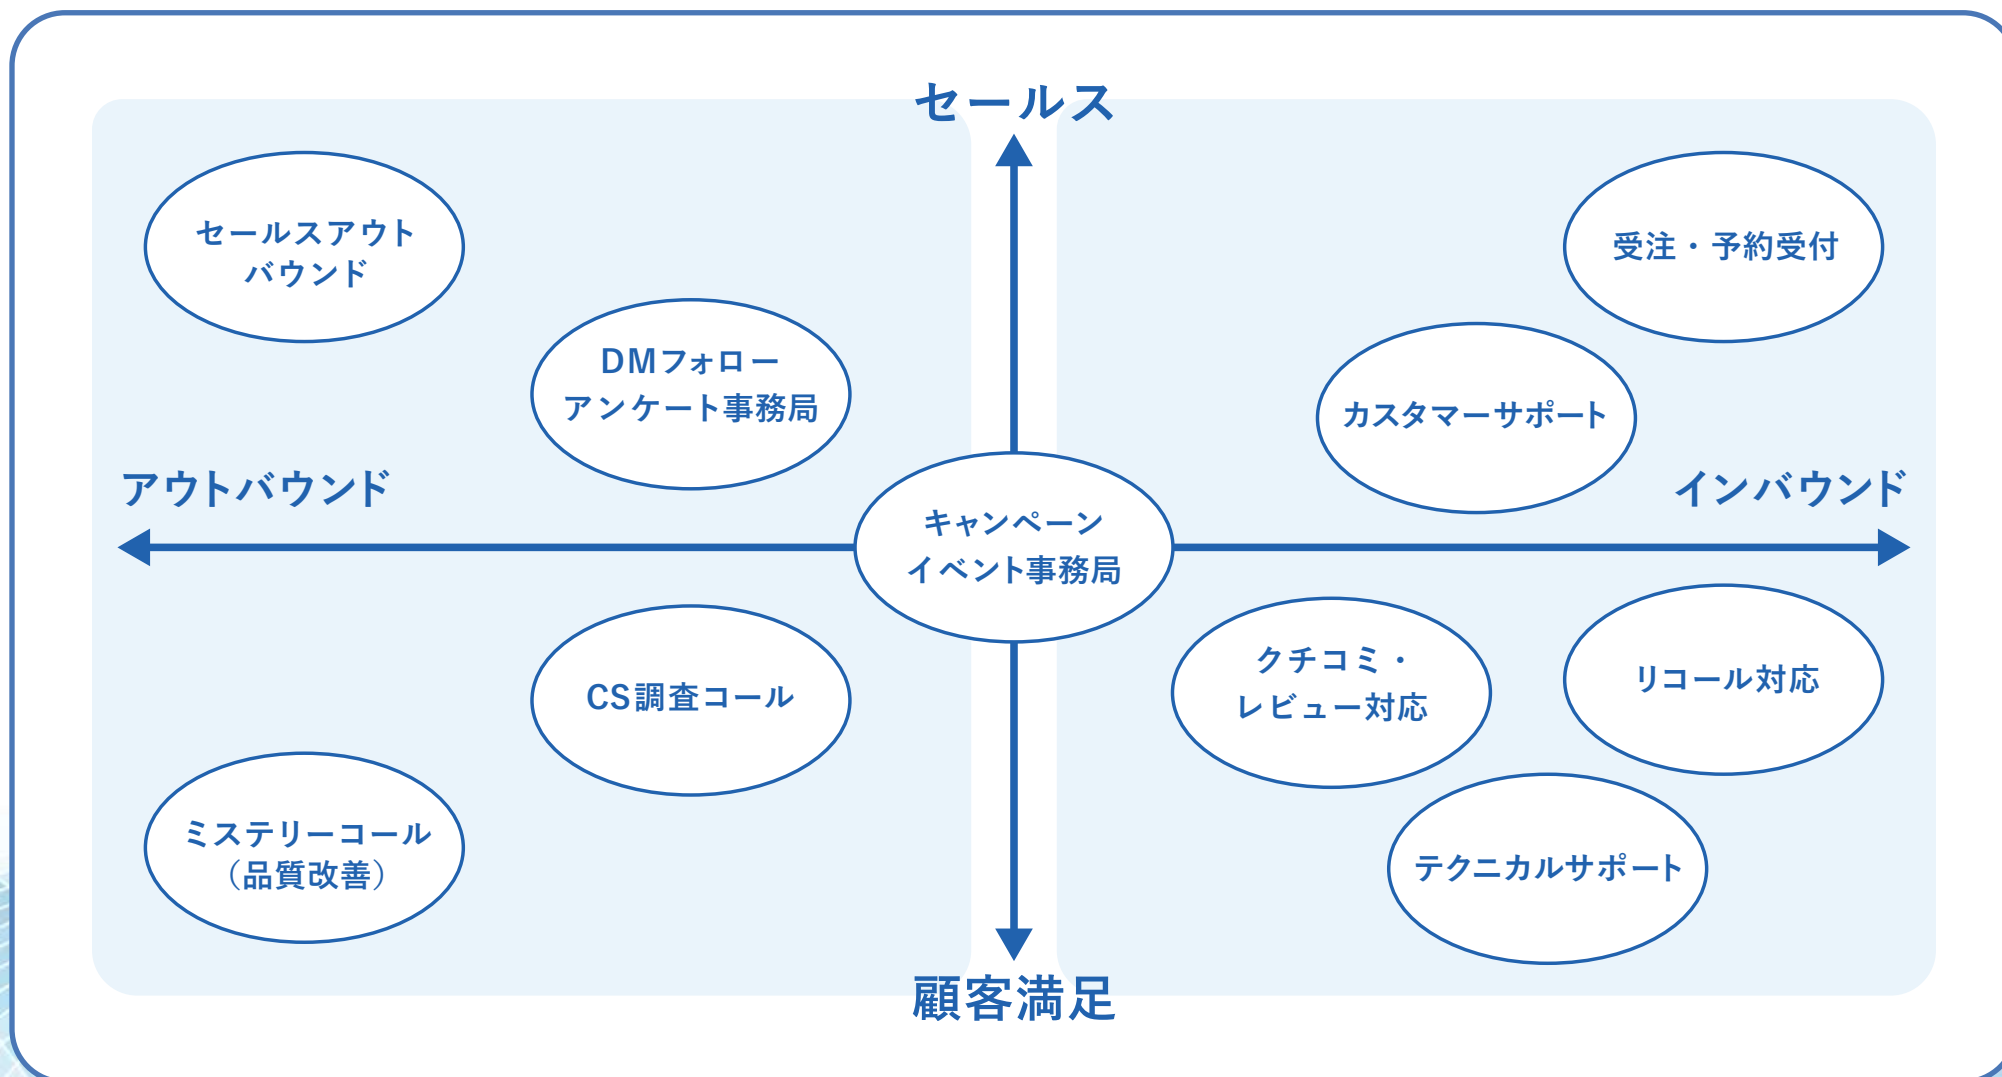 セールス
セールスアウト
バウンド
受注・予約受付
DMフォロー
アンケート事務局
カスタマーサポート
アウトバウンド
インバウンド
キャンペーン
イベント事務局
クチコミ・
レビュー対応
リコール対応
CS調査コール
ミステリーコール
（品質改善）
テクニカルサポート
顧客満足